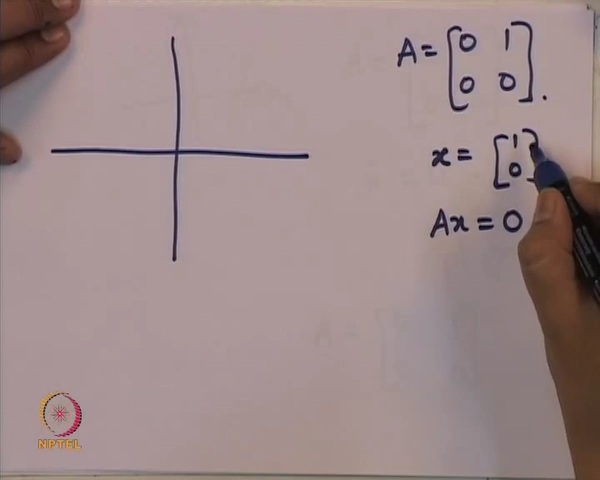 A = [0 1
0 0].
x = [1
0]
Ax = 0
NPTEL